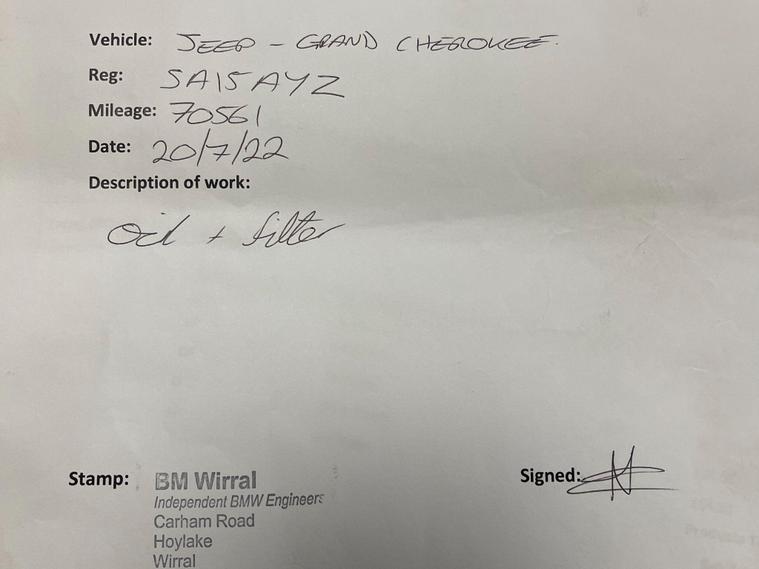 Vehicle: JEEP - GRAND CHEROKEE.
Reg: SA15AYZ
Mileage: 70561
Date: 20/7/22
Description of work:
Oil + filter
Stamp: BM Wirral
Signed:
Independent BMW Engineers
Carham Road
Hoylake
Wirral